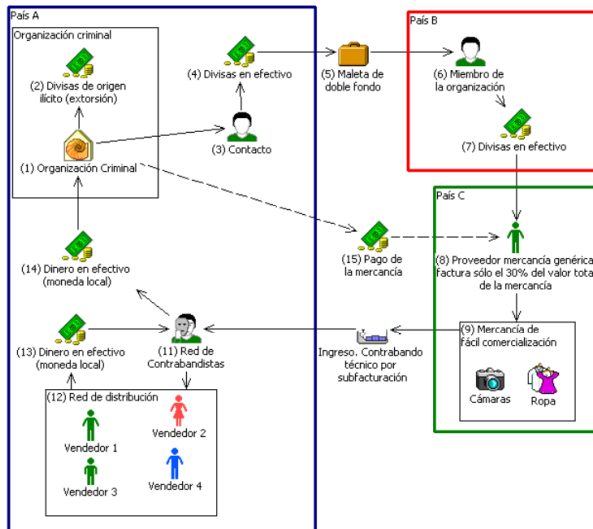 País A
Organización criminal
(2) Divisas de origen
ilícito (extorsión)
(1) Organización Criminal
(4) Divisas en efectivo
(3) Contacto
(5) Maleta de
doble fondo
País B
(6) Miembro de
la organización
(7) Divisas en efectivo
País C
(8) Proveedor mercancía genérica
factura sólo el 30% del valor total
de la mercancía
(15) Pago de
la mercancía
(9) Mercancía de
fácil comercialización
Cámaras
Ropa
Ingreso. Contrabando
técnico por
subfacturación
(11) Red de
Contrabandistas
(14) Dinero en efectivo
(moneda local)
(13) Dinero en efectivo
(moneda local)
(12) Red de distribución
Vendedor 1
Vendedor 2
Vendedor 3
Vendedor 4